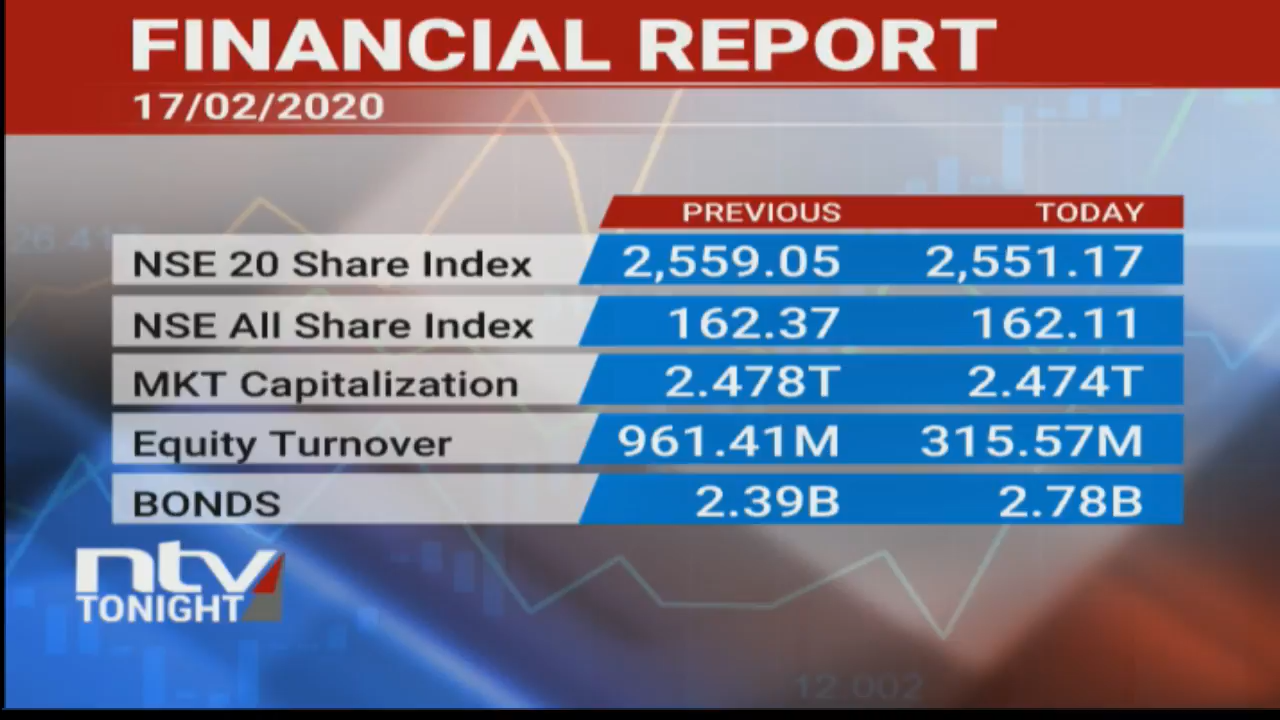 FINANCIAL REPORT
17/02/2020
PREVIOUS TODAY
NSE 20 Share Index 2,559.05 2,551.17
NSE All Share Index 162.37 162.11
MKT Capitalization 2.478T 2.474T
Equity Turnover 961.41M 315.57M
BONDS 2.39B 2.78B
ntv
TONIGHT
12 002